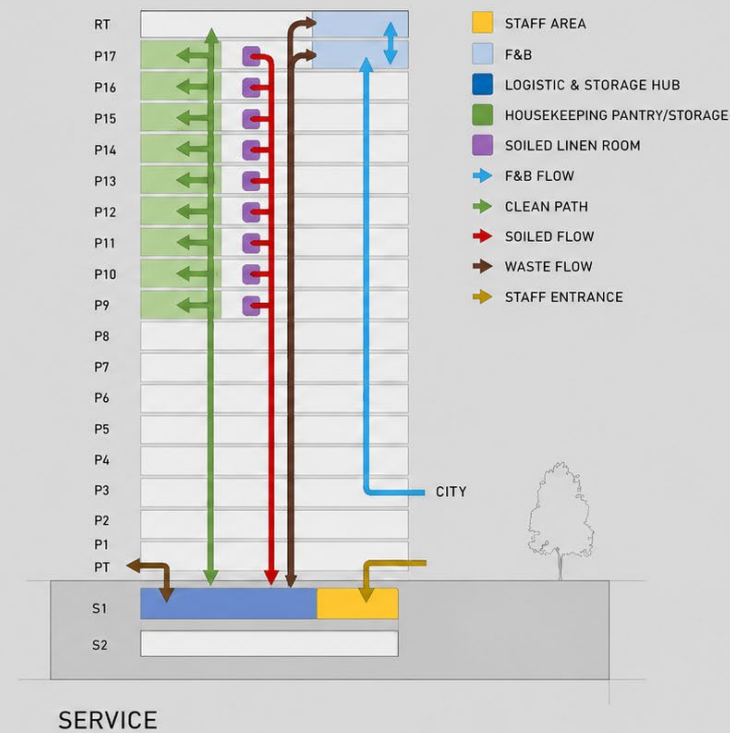 RT
P17
P16
P15
P14
P13
P12
P11
P10
P9
P8
P7
P6
P5
P4
P3
P2
P1
PT
S1
S2
CITY
STAFF AREA
F&B
LOGISTIC & STORAGE HUB
HOUSEKEEPING PANTRY/STORAGE
SOILED LINEN ROOM
F&B FLOW
CLEAN PATH
SOILED FLOW
WASTE FLOW
STAFF ENTRANCE
SERVICE